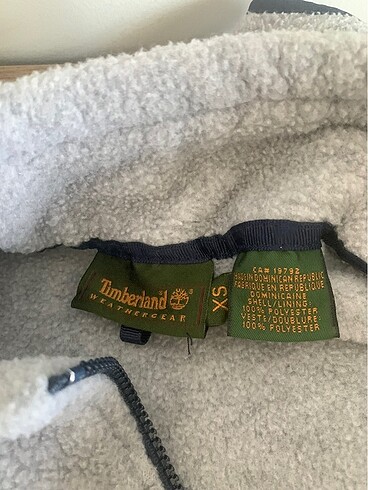 Timberland ®
WEATHERGEAR
XS
CA# 19792
MADE IN DOMINICAN REPUBLIC
FABRIQUE EN REPUBLIQUE
DOMINICAINE
SHELL/LINING:
100% POLYESTER
VESTE/DOUBLURE:
100% POLYESTER